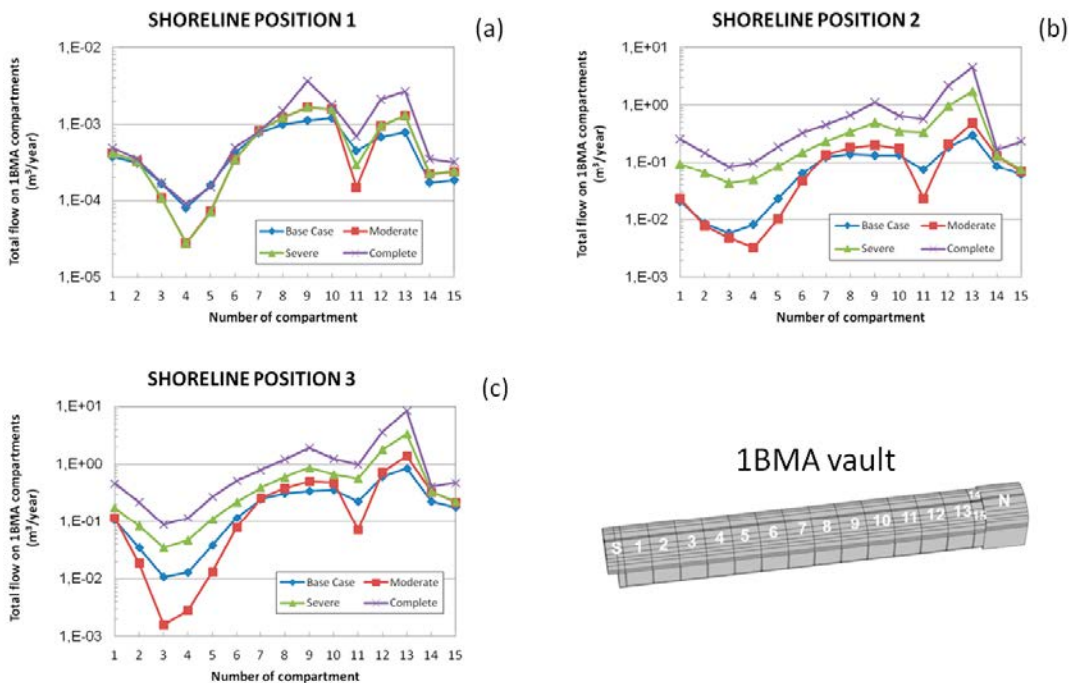 SHORELINE POSITION 1
(a)
Total flow on 1BMA compartments
(m³/year)
1,E-02
1,E-03
1,E-04
1,E-05
Base Case Moderate
Severe Complete
1 2 3 4 5 6 7 8 9 10 11 12 13 14 15
Number of compartment
SHORELINE POSITION 2
(b)
Total flow on 1BMA compartments
(m³/year)
1,E+01
1,E+00
1,E-01
1,E-02
1,E-03
Base Case Moderate
Severe Complete
1 2 3 4 5 6 7 8 9 10 11 12 13 14 15
Number of compartment
SHORELINE POSITION 3
(c)
Total flow on 1BMA compartments
(m³/year)
1,E+01
1,E+00
1,E-01
1,E-02
1,E-03
Base Case Moderate
Severe Complete
1 2 3 4 5 6 7 8 9 10 11 12 13 14 15
Number of compartment
1BMA vault
S 1 2 3 4 5 6 7 8 9 10 11 12 13 14 15 N